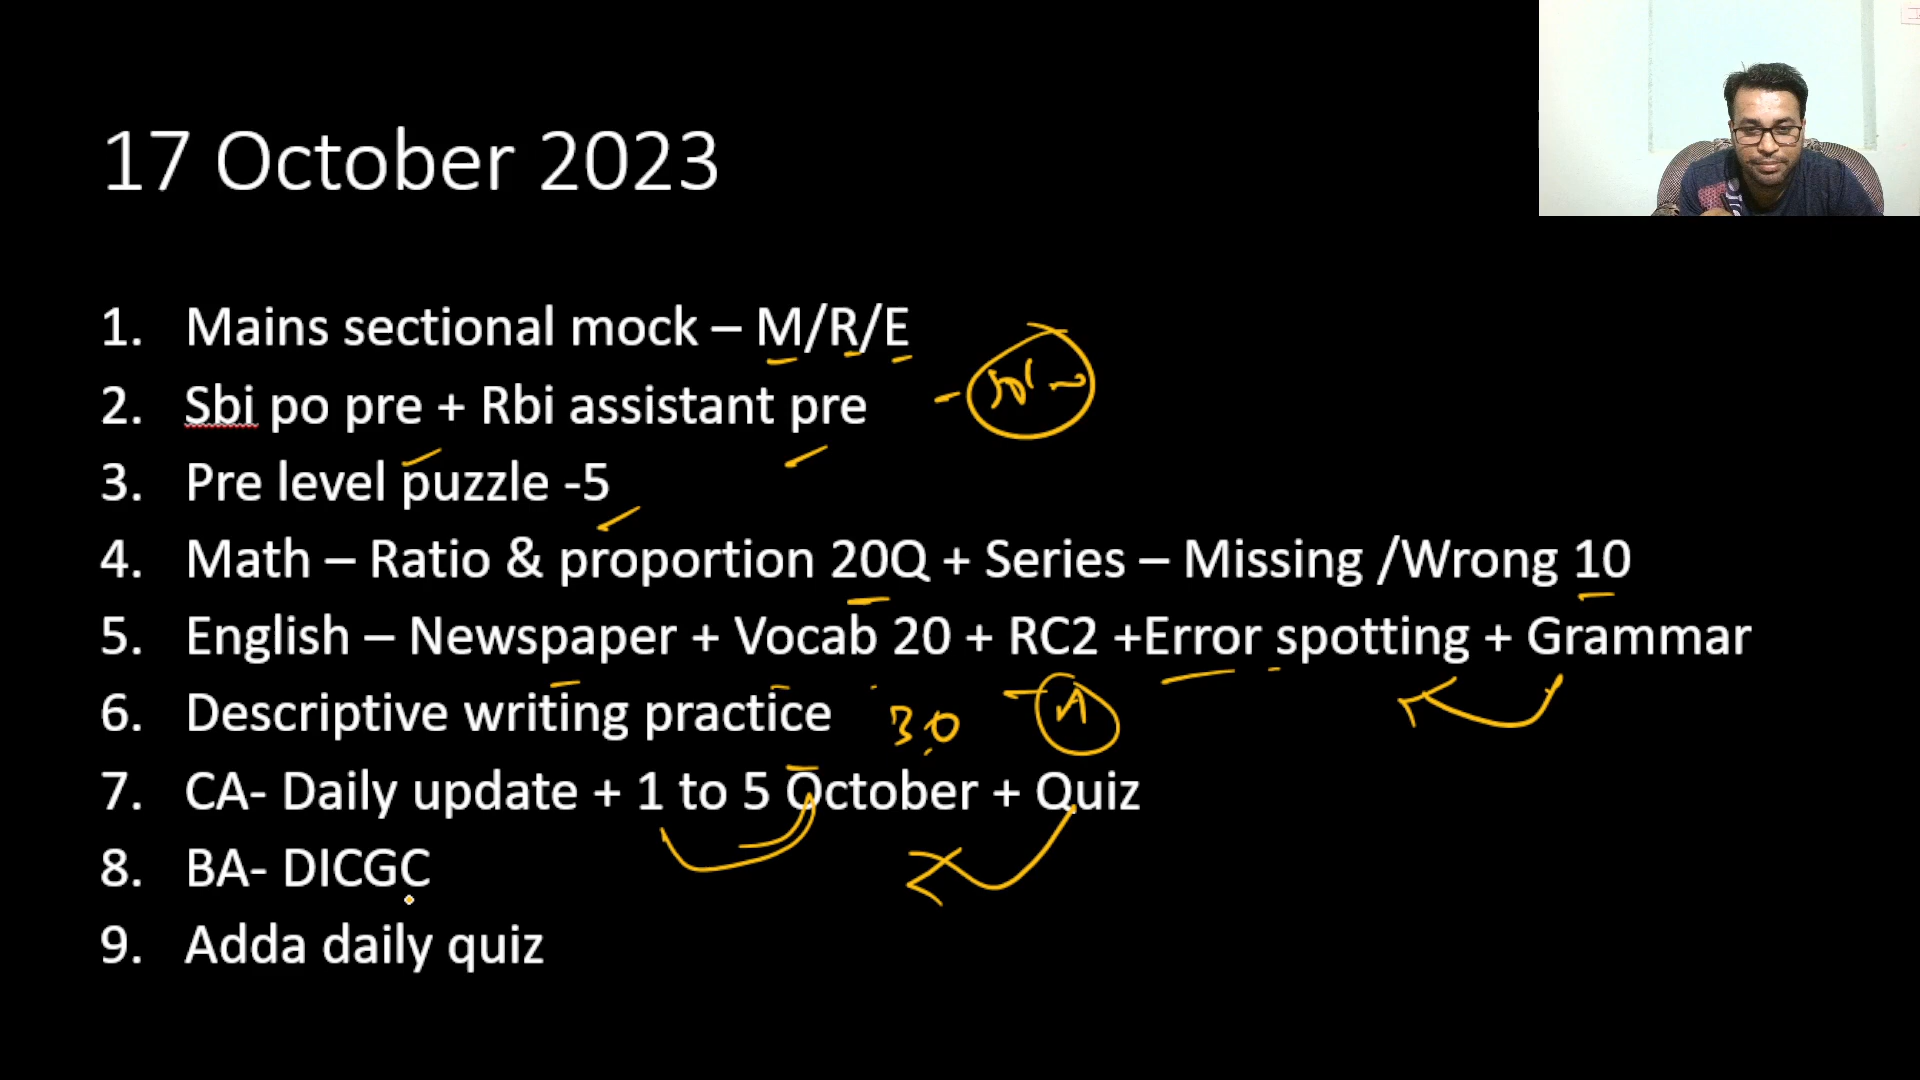 17 October 2023
1. Mains sectional mock – M/R/E
2. Sbi po pre + Rbi assistant pre
3. Pre level puzzle -5
4. Math – Ratio & proportion 20Q + Series – Missing /Wrong 10
5. English – Newspaper + Vocab 20 + RC2 +Error spotting + Grammar
6. Descriptive writing practice 30 A
7. CA- Daily update + 1 to 5 October + Quiz
8. BA- DICGC
9. Adda daily quiz